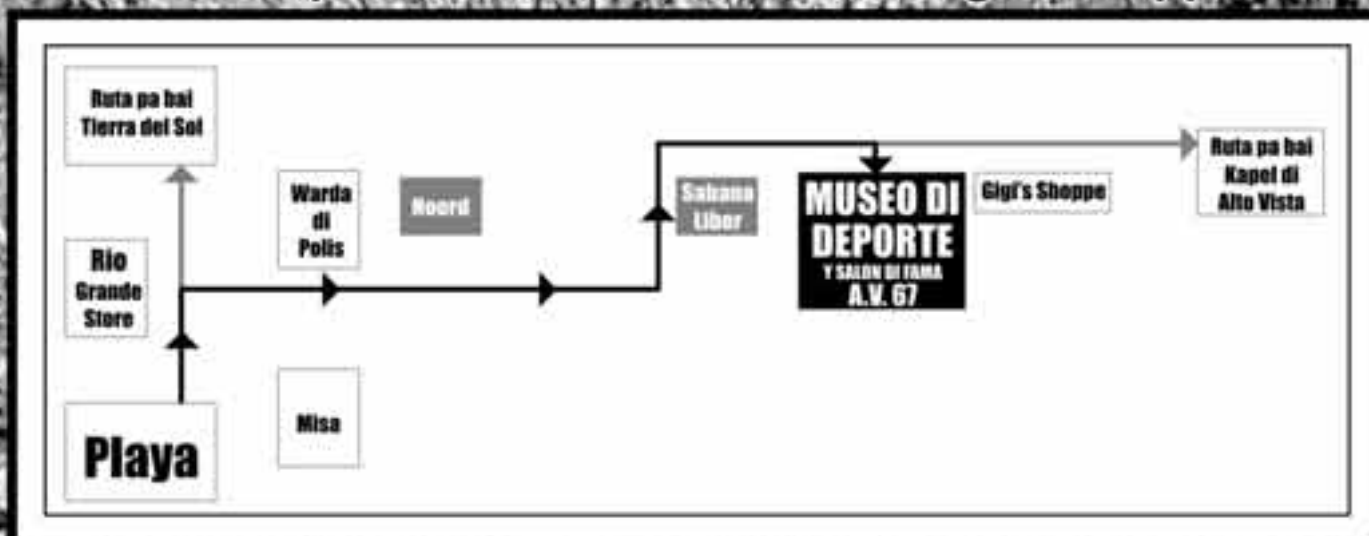 Ruta pa bai
Tierra del Sol
Rio
Grande
Store
Playa
Warda
di
Polis
Misa
Noord
Sabana
Liber
MUSEO DI
DEPORTE
Y SALON DI FAMA
A.V. 67
Gigi's Shoppe
Ruta pa bai
Kapel di
Alto Vista